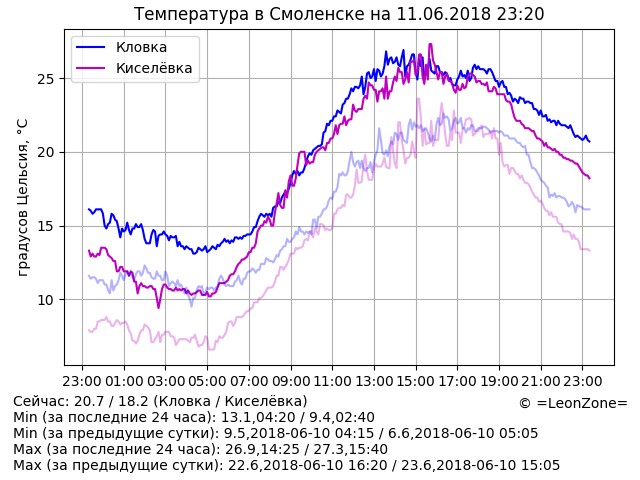 Температура в Смоленске на 11.06.2018 23:20
Кловка
Киселёвка
градусов Цельсия, °C
25
20
15
10
23:00 01:00 03:00 05:00 07:00 09:00 11:00 13:00 15:00 17:00 19:00 21:00 23:00
Сейчас: 20.7 / 18.2 (Кловка / Киселёвка)
© =LeonZone=
Min (за последние 24 часа): 13.1,04:20 / 9.4,02:40
Min (за предыдущие сутки): 9.5,2018-06-10 04:15 / 6.6,2018-06-10 05:05
Max (за последние 24 часа): 26.9,14:25 / 27.3,15:40
Max (за предыдущие сутки): 22.6,2018-06-10 16:20 / 23.6,2018-06-10 15:05